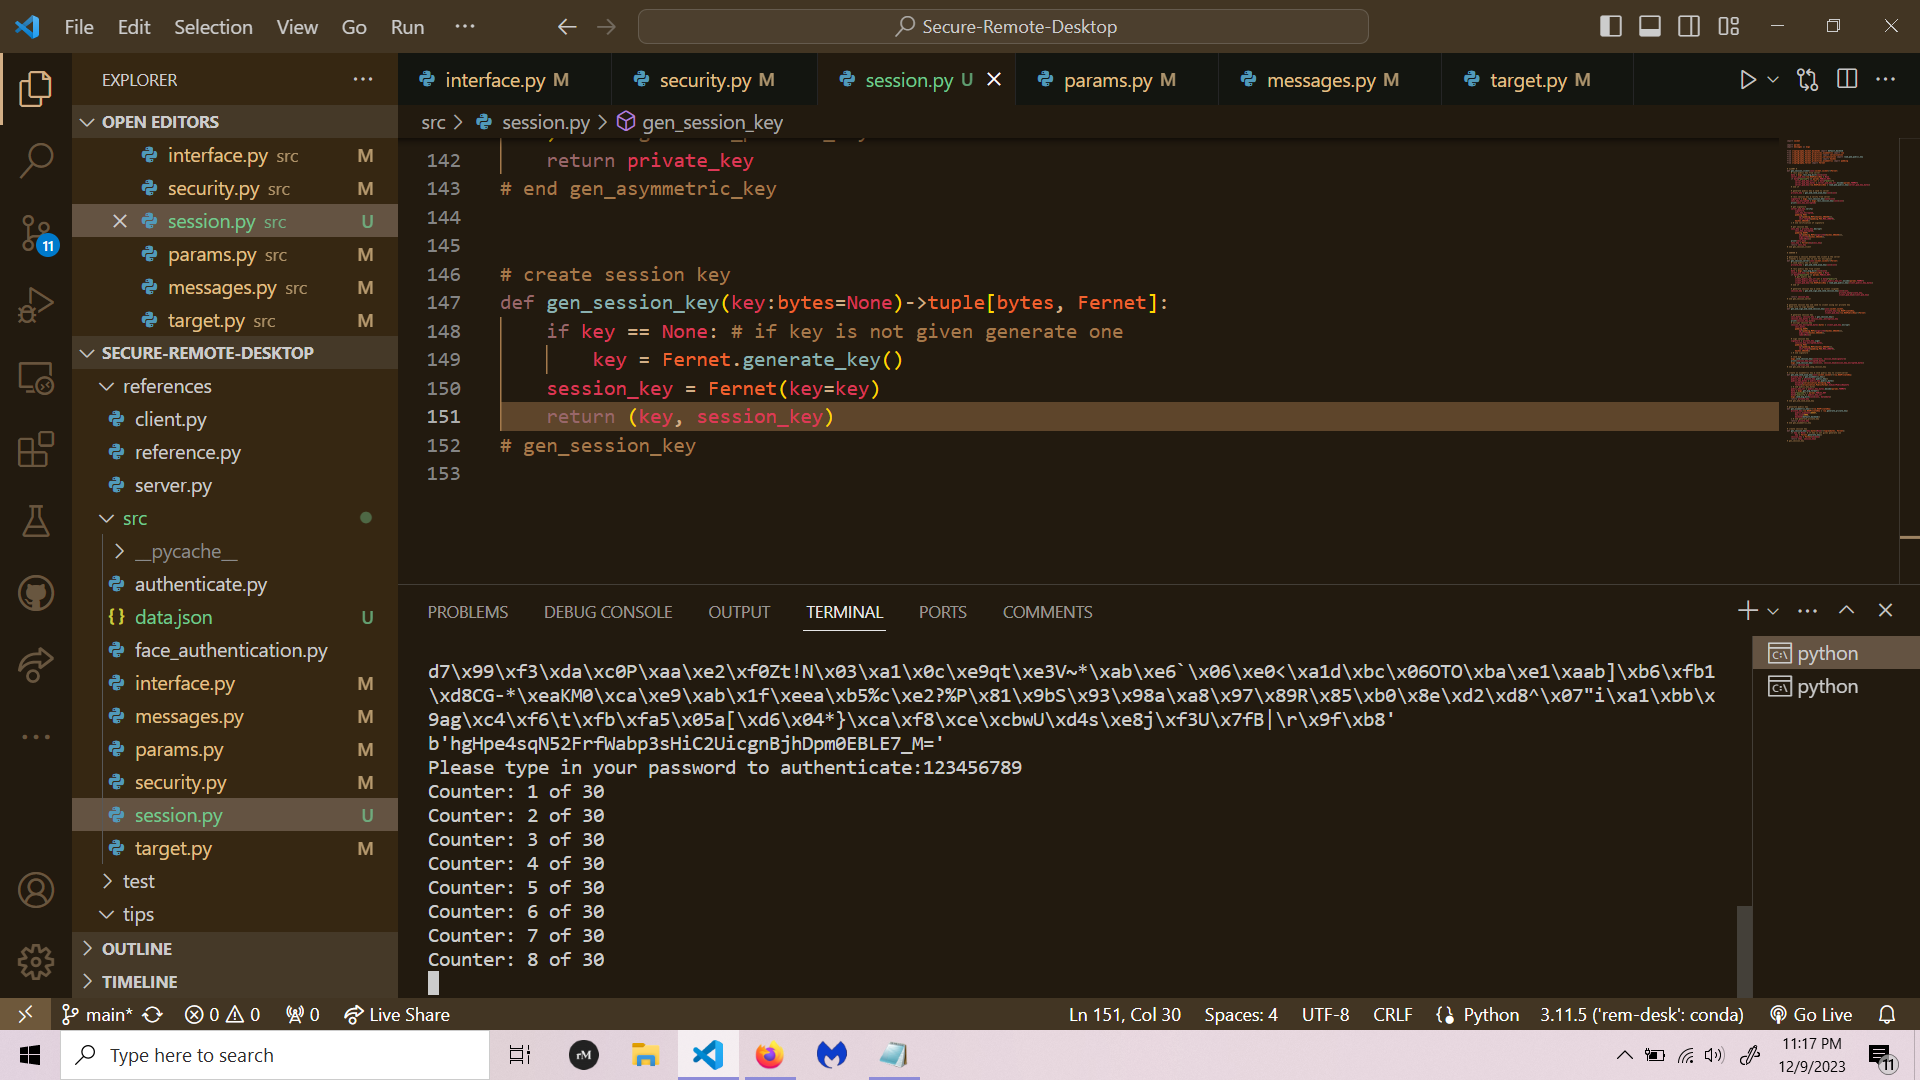 File Edit Selection View Go Run ···
Secure-Remote-Desktop
EXPLORER
interface.py M
security.py M
session.py U
params.py M
messages.py M
target.py M
OPEN EDITORS
interface.py src M
security.py src M
session.py src U
params.py src M
messages.py src M
target.py src M
SECURE-REMOTE-DESKTOP
references
client.py
reference.py
server.py
src
__pycache__
authenticate.py
data.json U
face_authentication.py
interface.py M
messages.py M
params.py M
security.py M
session.py U
target.py M
test
tips
OUTLINE
TIMELINE
11
src > session.py > gen_session_key
142 return private_key
143 # end gen_asymmetric_key
144
145
146 # create session key
147 def gen_session_key(key:bytes=None)->tuple[bytes, Fernet]:
148 if key == None: # if key is not given generate one
149 key = Fernet.generate_key()
150 session_key = Fernet(key=key)
151 return (key, session_key)
152 # gen_session_key
153
PROBLEMS DEBUG CONSOLE OUTPUT TERMINAL PORTS COMMENTS
python
python
d7\x99\xf3\xda\xc0P\xaa\xe2\xf0Zt!N\x03\xa1\x0c\xe9qt\xe3V~*\xab\xe6`\x06\xe0<\xa1d\xbc\x06OTO\xba\xe1\xaab]\xb6\xfb1
\xd8CG-*\xeaKM0\xca\xe9\xab\x1f\xeea\xb5%c\xe2?%P\x81\x9bS\x93\x98a\xa8\x97\x89R\x85\xb0\x8e\xd2\xd8^\x07"i\xa1\xbb\x
9ag\xc4\xf6\t\xfb\xfa5\x05a[\xd6\x04*}\xca\xf8\xce\xcbwU\xd4s\xe8j\xf3U\x7fB|\r\x9f\xb8'
b'hgHpe4sqN52FrfWabp3sHiC2UicgnBjhDpm0EBLE7_M='
Please type in your password to authenticate:123456789
Counter: 1 of 30
Counter: 2 of 30
Counter: 3 of 30
Counter: 4 of 30
Counter: 5 of 30
Counter: 6 of 30
Counter: 7 of 30
Counter: 8 of 30
main* 0 0 0 Live Share
Ln 151, Col 30 Spaces: 4 UTF-8 CRLF Python 3.11.5 ('rem-desk': conda) Go Live
Type here to search
rM
11:17 PM
12/9/2023
11